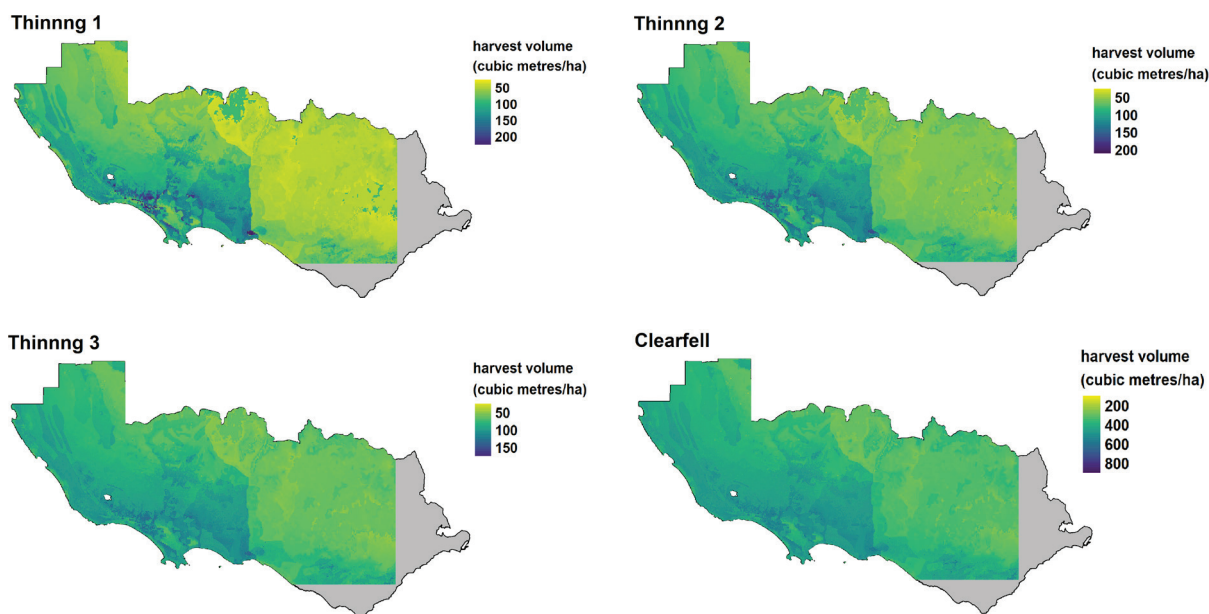 Thinnng 1
harvest volume
(cubic metres/ha)
50
100
150
200
Thinnng 2
harvest volume
(cubic metres/ha)
50
100
150
200
Thinnng 3
harvest volume
(cubic metres/ha)
50
100
150
Clearfell
harvest volume
(cubic metres/ha)
200
400
600
800